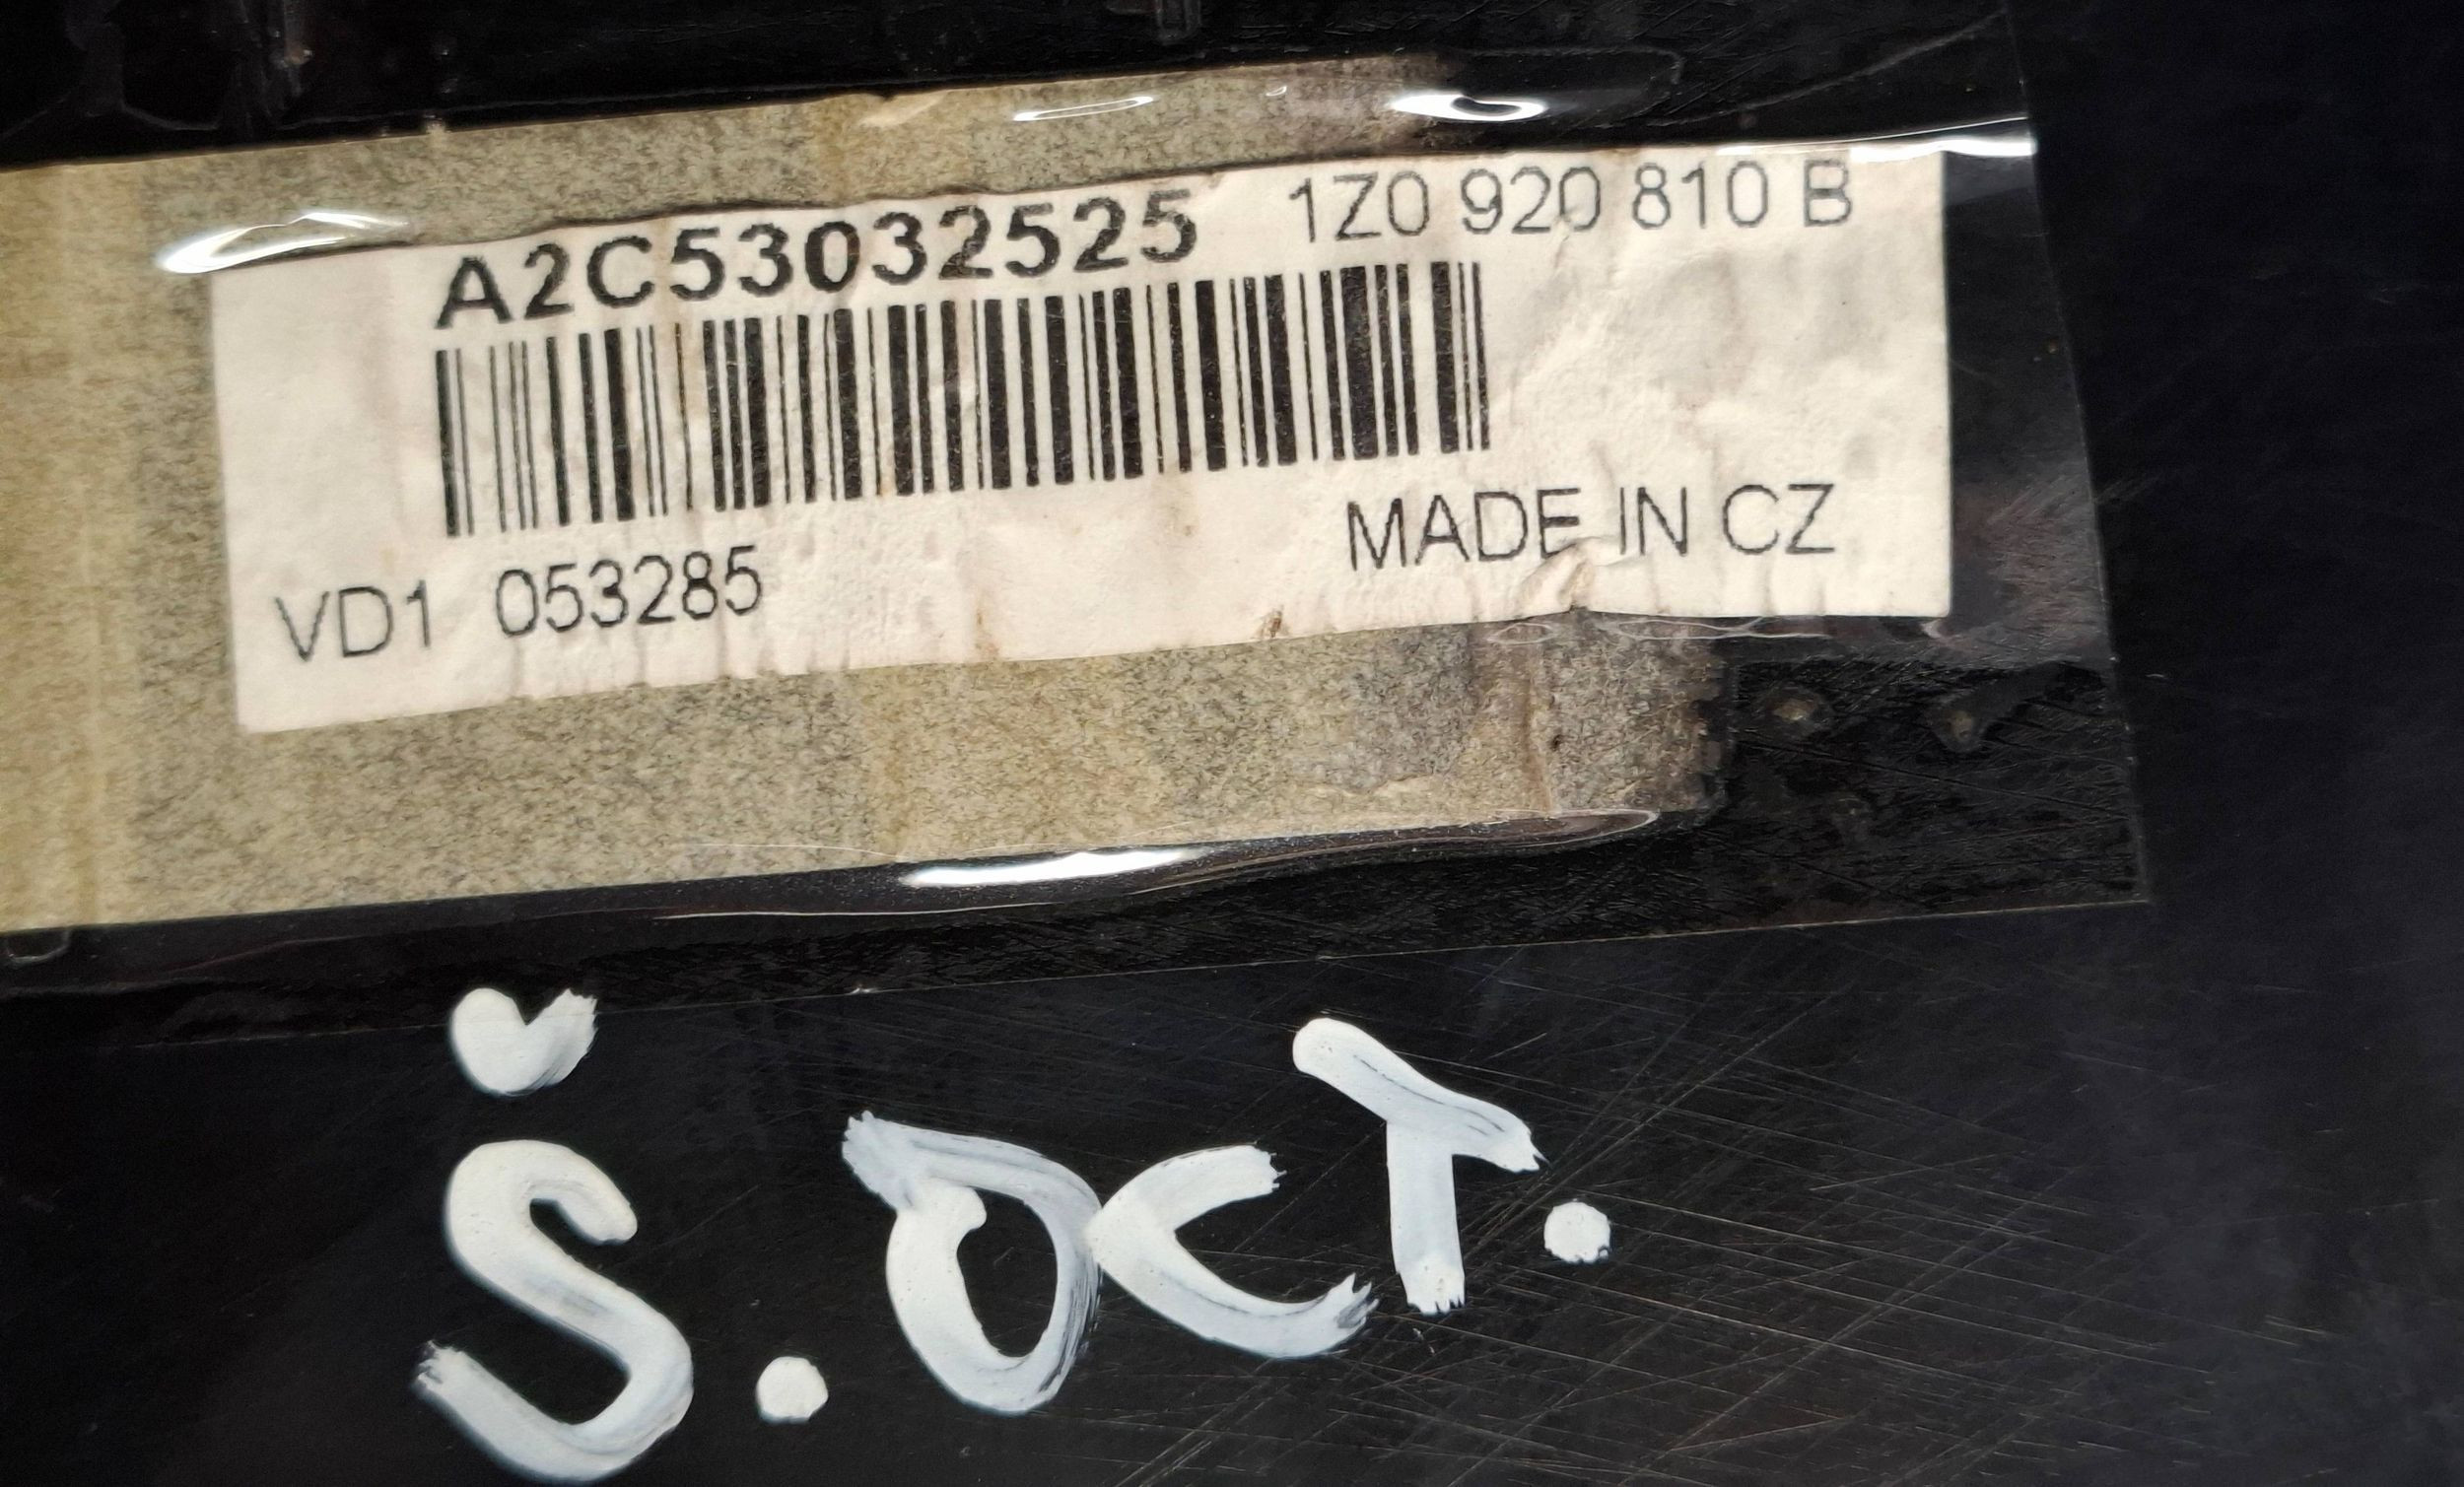 A2C53032525 1Z0 920 810 B
VD1 053285 MADE IN CZ
Š. OCT.